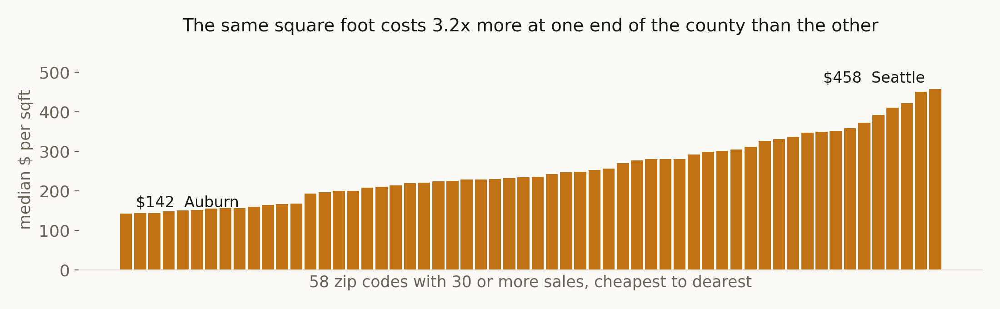 The same square foot costs 3.2x more at one end of the county than the other
median $ per sqft
500
400
300
200
100
0
$142 Auburn
$458 Seattle
58 zip codes with 30 or more sales, cheapest to dearest